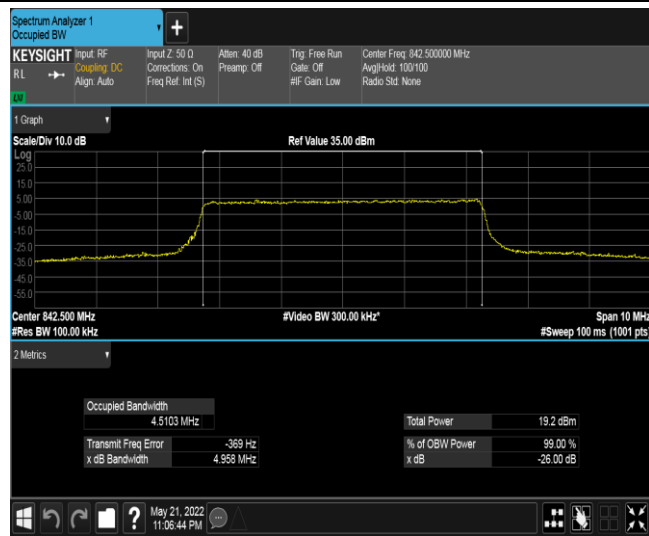 Spectrum Analyzer 1
Occupied BW
KEYSIGHT
RL
Input: RF
Coupling: DC
Align: Auto
Input Z: 50 Ω
Corrections: On
Freq Ref: Int (S)
Atten: 40 dB
Preamp: Off
Trig: Free Run
Gate: Off
#IF Gain: Low
Center Freq: 842.500000 MHz
Avg|Hold: 100/100
Radio Std: None
1 Graph
Scale/Div 10.0 dB
Ref Value 35.00 dBm
Log
25.0
15.0
5.00
-5.00
-15.0
-25.0
-35.0
-45.0
-55.0
Center 842.500 MHz
#Video BW 300.00 kHz*
Span 10 MHz
#Res BW 100.00 kHz
#Sweep 100 ms (1001 pts)
2 Metrics
Occupied Bandwidth
4.5103 MHz
Total Power 19.2 dBm
Transmit Freq Error -369 Hz
% of OBW Power 99.00 %
x dB Bandwidth 4.958 MHz
x dB -26.00 dB
?
May 21, 2022
11:06:44 PM